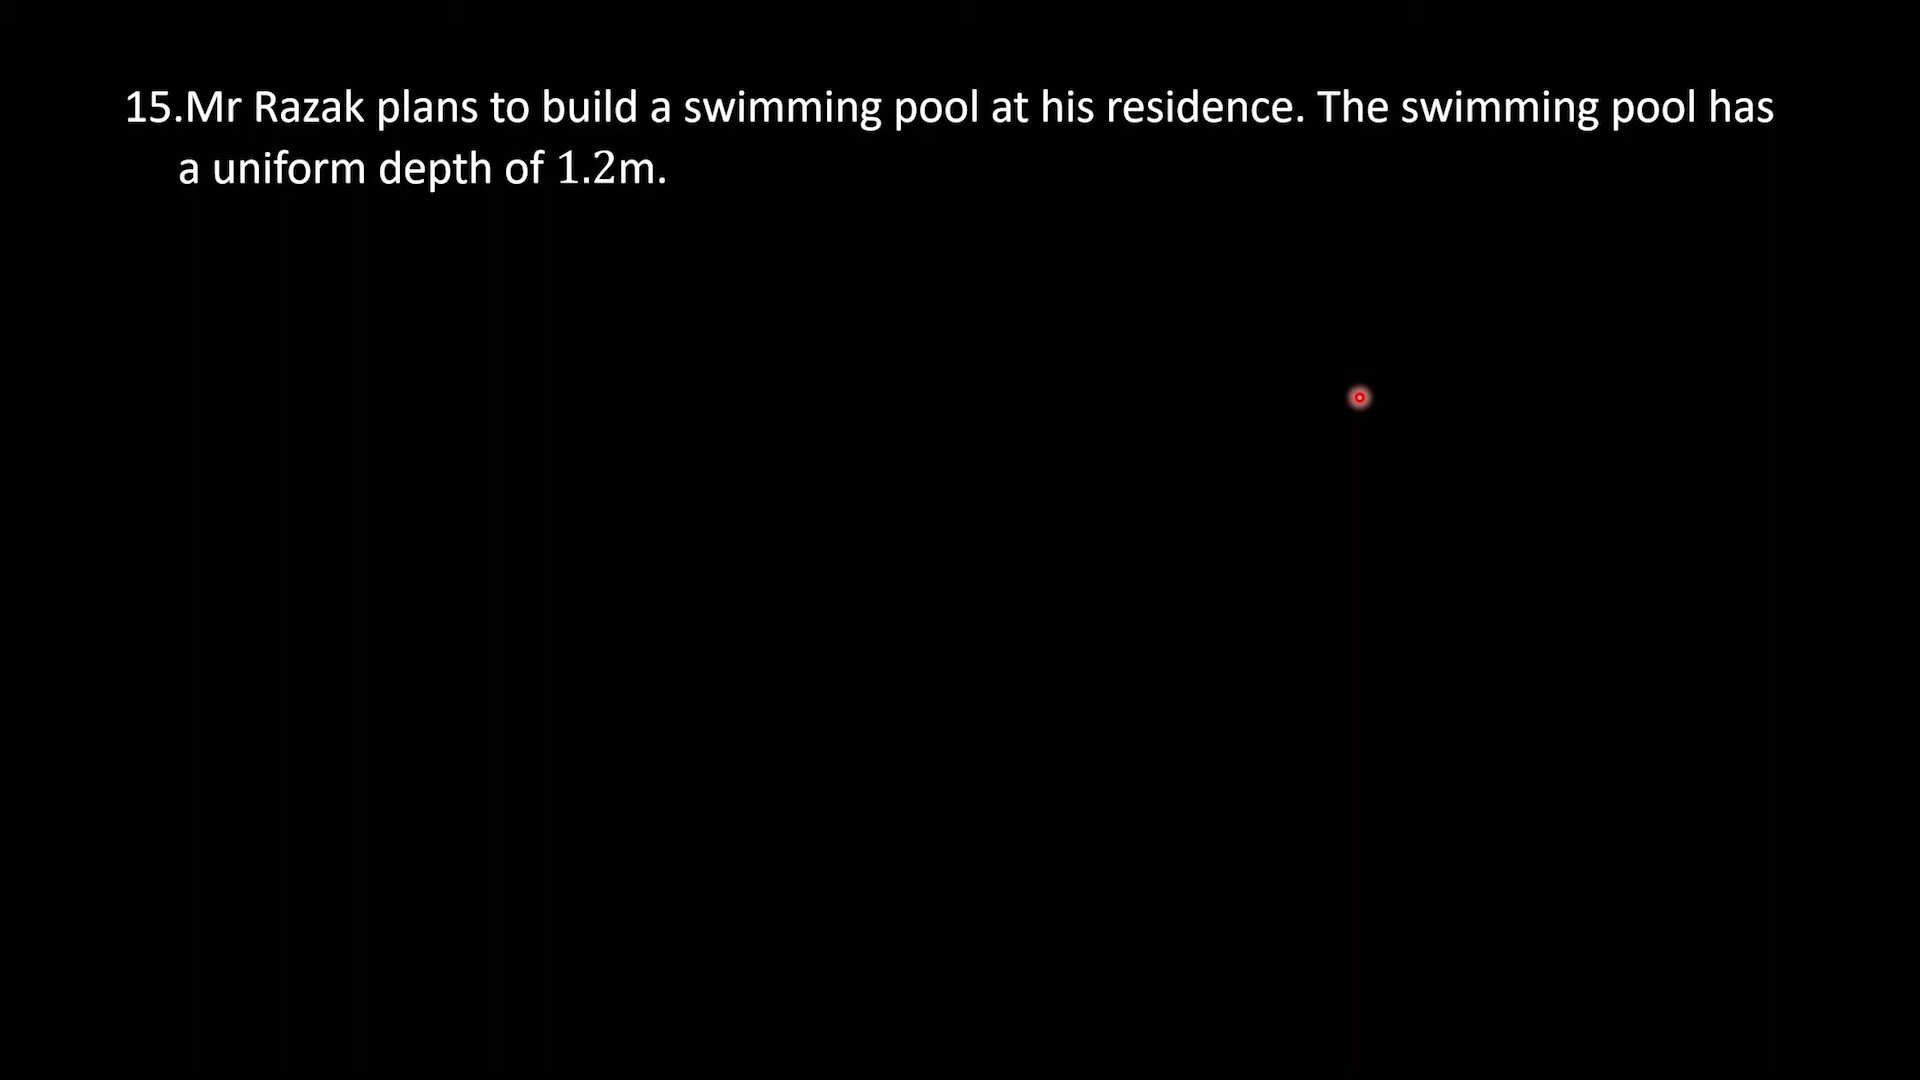 15.Mr Razak plans to build a swimming pool at his residence. The swimming pool has
a uniform depth of 1.2m.